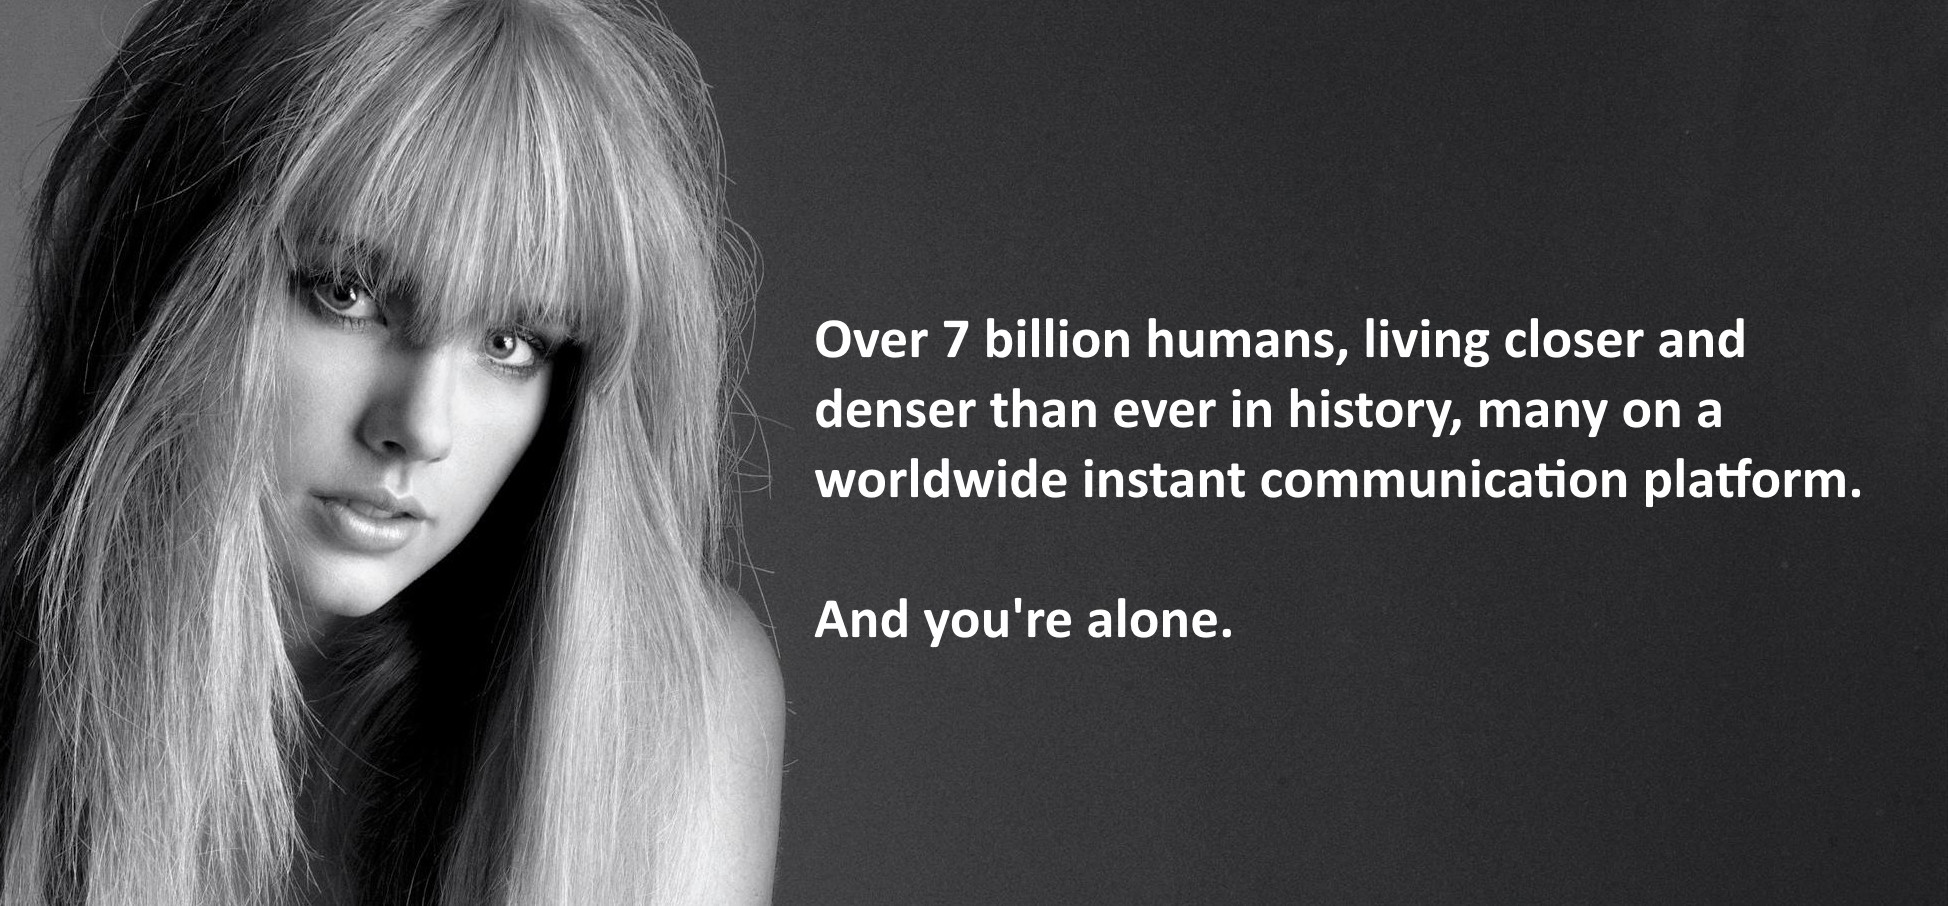 Over 7 billion humans, living closer and
denser than ever in history, many on a
worldwide instant communication platform.
And you're alone.